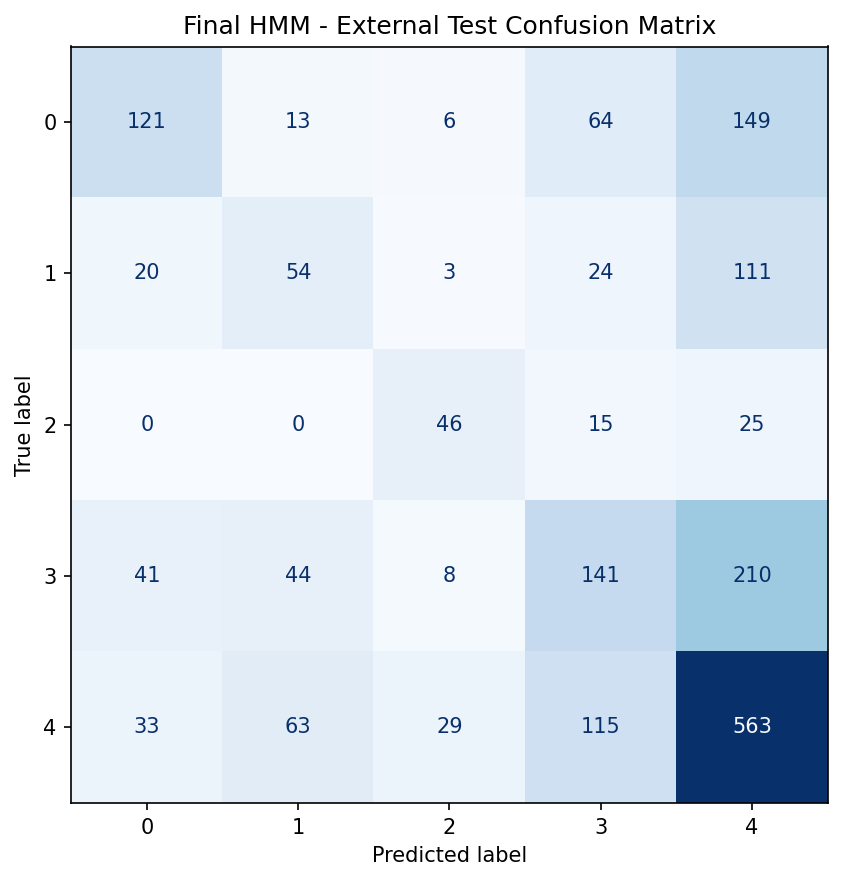 Final HMM - External Test Confusion Matrix
0 121 13 6 64 149
1 20 54 3 24 111
2 0 0 46 15 25
3 41 44 8 141 210
4 33 63 29 115 563
0 1 2 3 4
Predicted label
True label